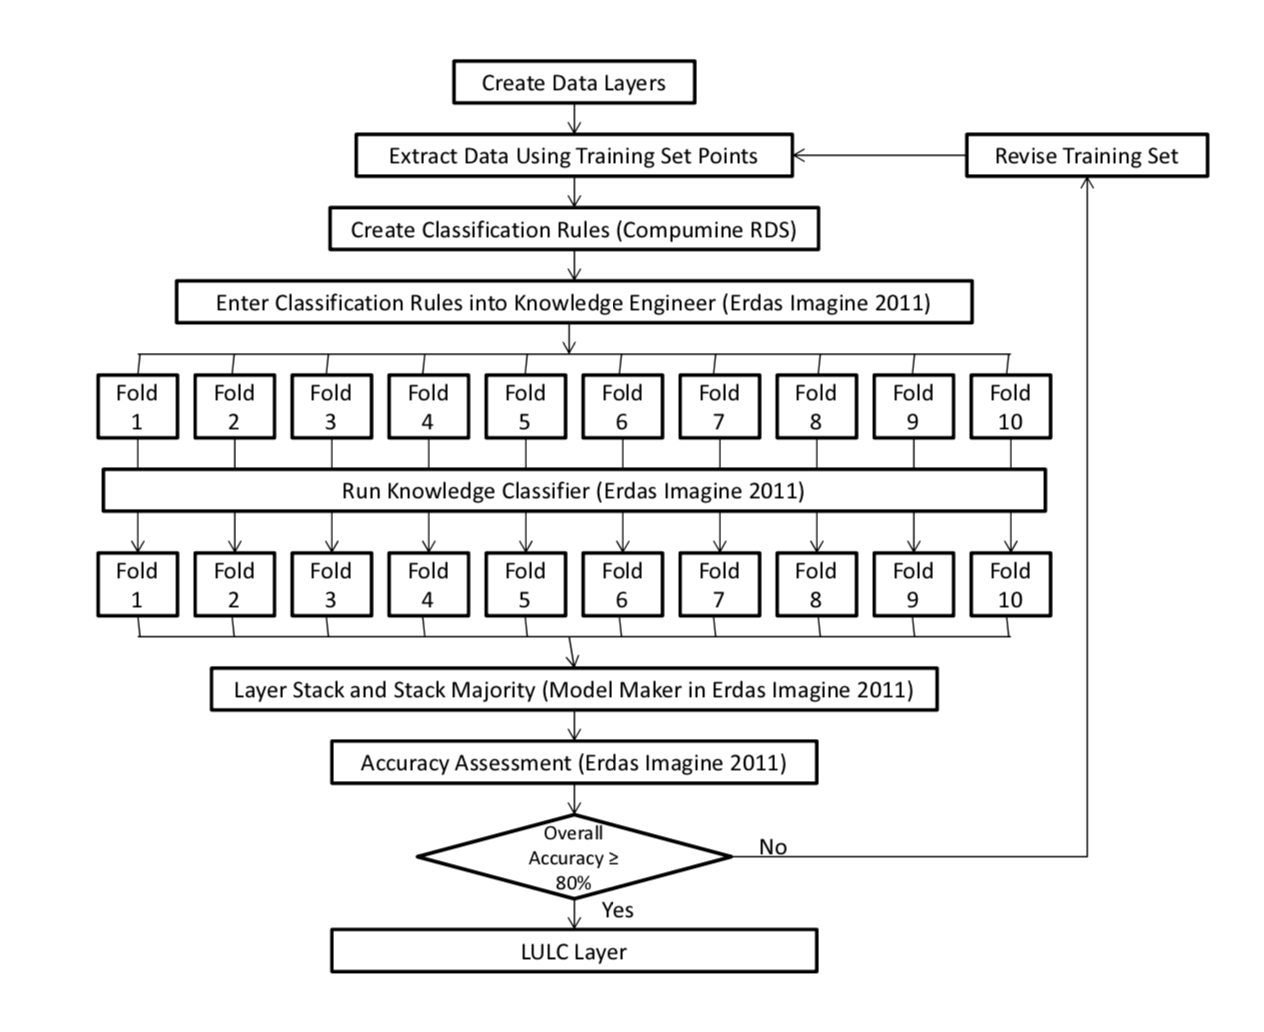 Create Data Layers
Extract Data Using Training Set Points
Revise Training Set
Create Classification Rules (Compumine RDS)
Enter Classification Rules into Knowledge Engineer (Erdas Imagine 2011)
Fold
1
Fold
2
Fold
3
Fold
4
Fold
5
Fold
6
Fold
7
Fold
8
Fold
9
Fold
10
Run Knowledge Classifier (Erdas Imagine 2011)
Fold
1
Fold
2
Fold
3
Fold
4
Fold
5
Fold
6
Fold
7
Fold
8
Fold
9
Fold
10
Layer Stack and Stack Majority (Model Maker in Erdas Imagine 2011)
Accuracy Assessment (Erdas Imagine 2011)
Overall
Accuracy ≥
80%
No
Yes
LULC Layer